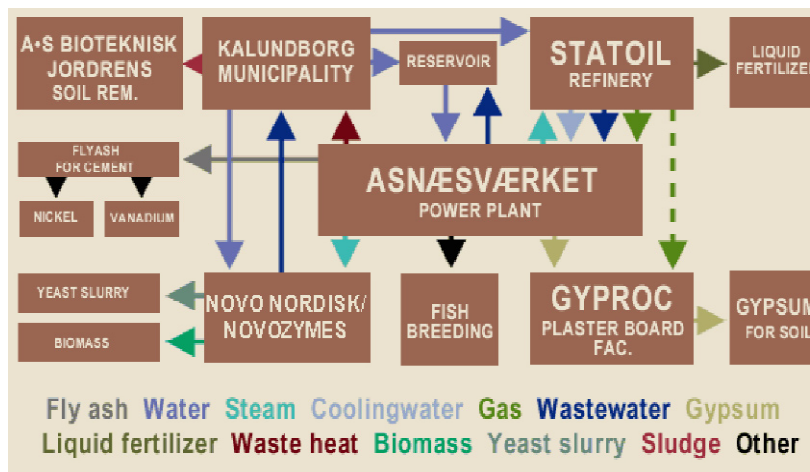 A•S BIOTEKNISK
JORDRENS
SOIL REM.
KALUNDBORG
MUNICIPALITY
RESERVOIR
STATOIL
REFINERY
LIQUID
FERTILIZER
FLYASH
FOR CEMENT
NICKEL
VANADIUM
ASNÆSVÆRKET
POWER PLANT
YEAST SLURRY
BIOMASS
NOVO NORDISK/
NOVOZYMES
FISH
BREEDING
GYPROC
PLASTER BOARD
FAC.
GYPSUM
FOR SOIL
Fly ash Water Steam Coolingwater Gas Wastewater Gypsum
Liquid fertilizer Waste heat Biomass Yeast slurry Sludge Other